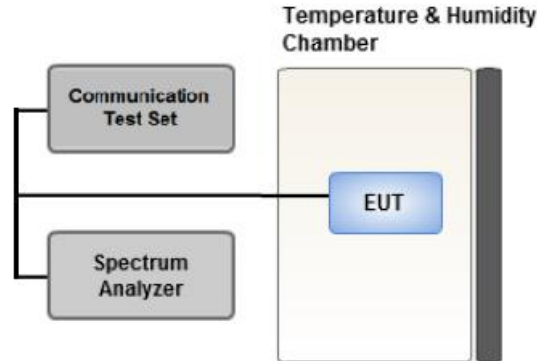 Temperature & Humidity
Chamber
Communication
Test Set
EUT
Spectrum
Analyzer